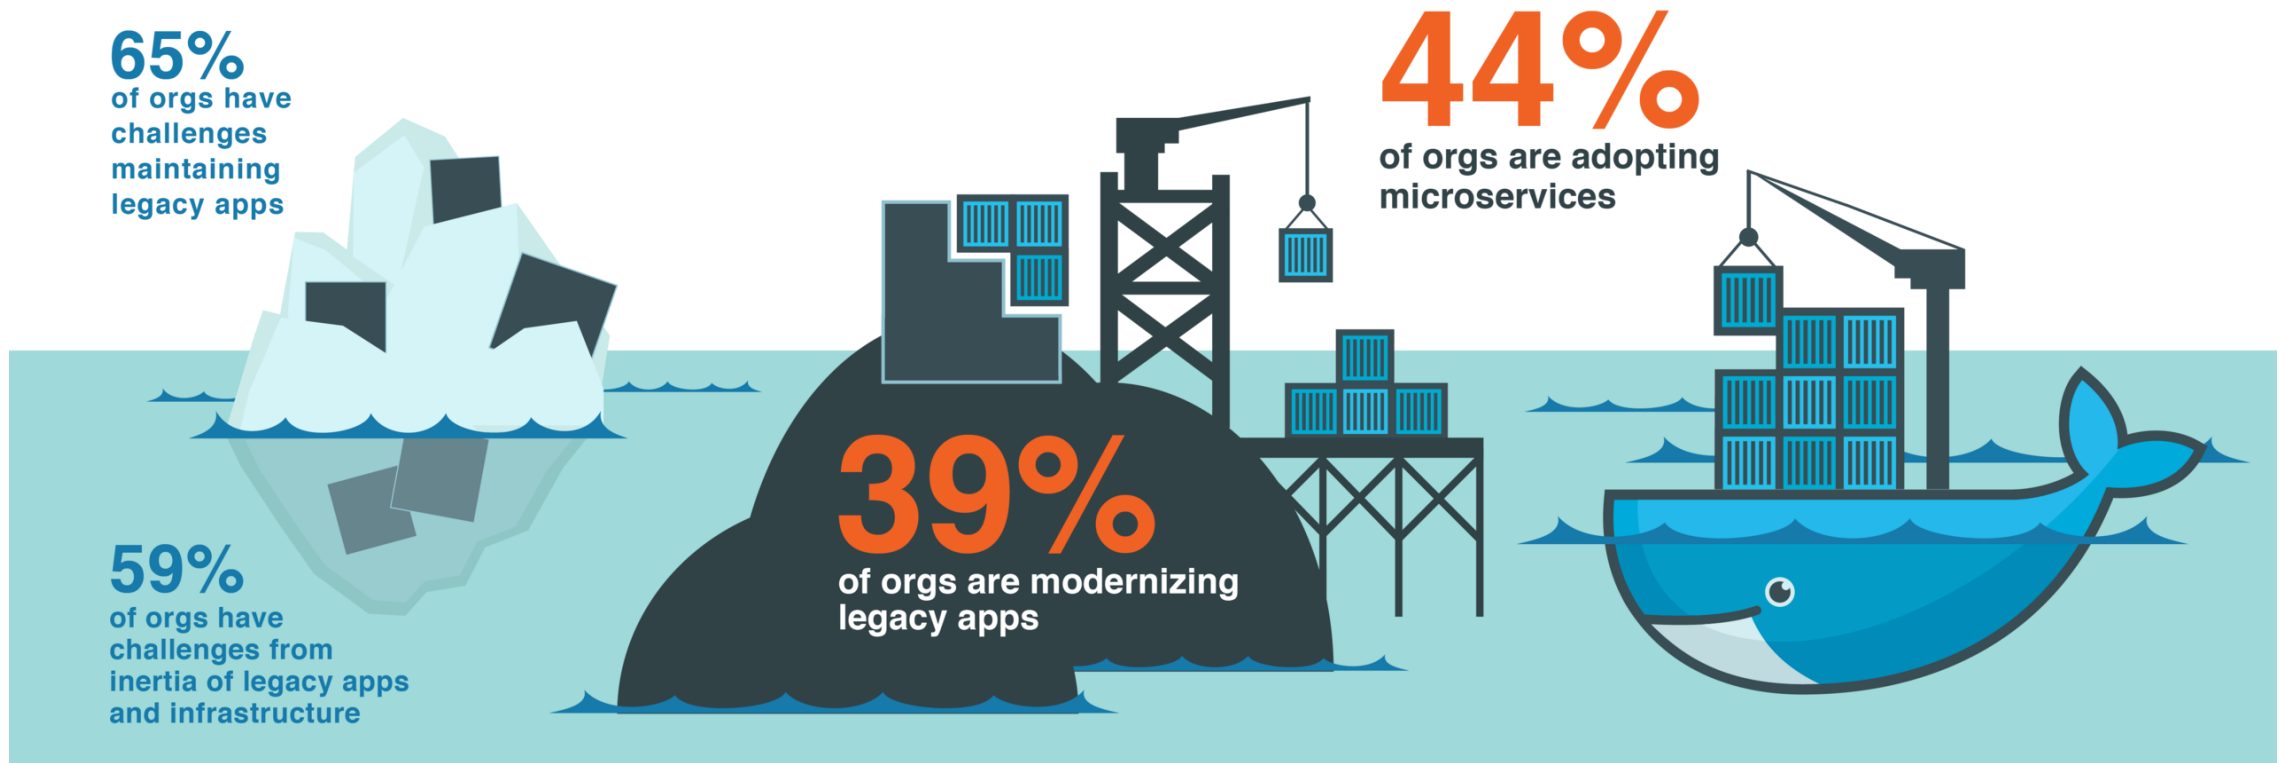 65%
of orgs have
challenges
maintaining
legacy apps
59%
of orgs have
challenges from
inertia of legacy apps
and infrastructure
39%
of orgs are modernizing
legacy apps
44%
of orgs are adopting
microservices